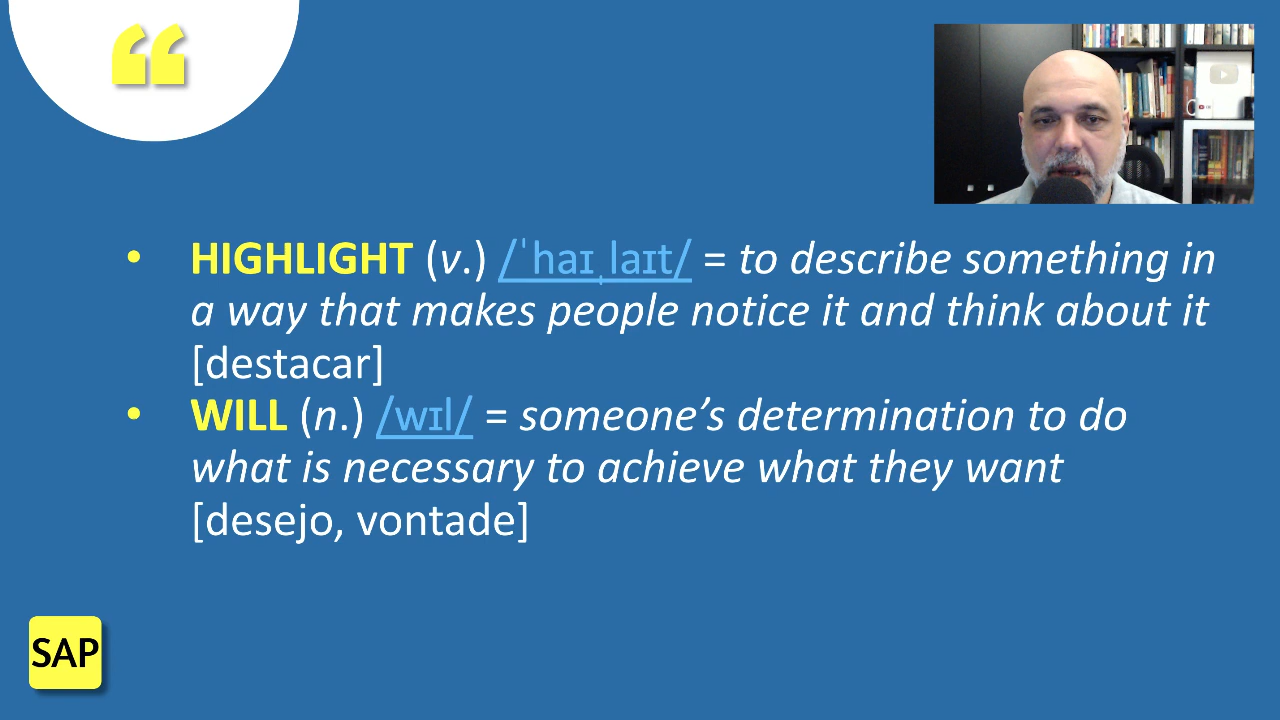 “
• HIGHLIGHT (v.) /ˈhaɪˌlaɪt/ = to describe something in
a way that makes people notice it and think about it
[destacar]
• WILL (n.) /wɪl/ = someone’s determination to do
what is necessary to achieve what they want
[desejo, vontade]
SAP